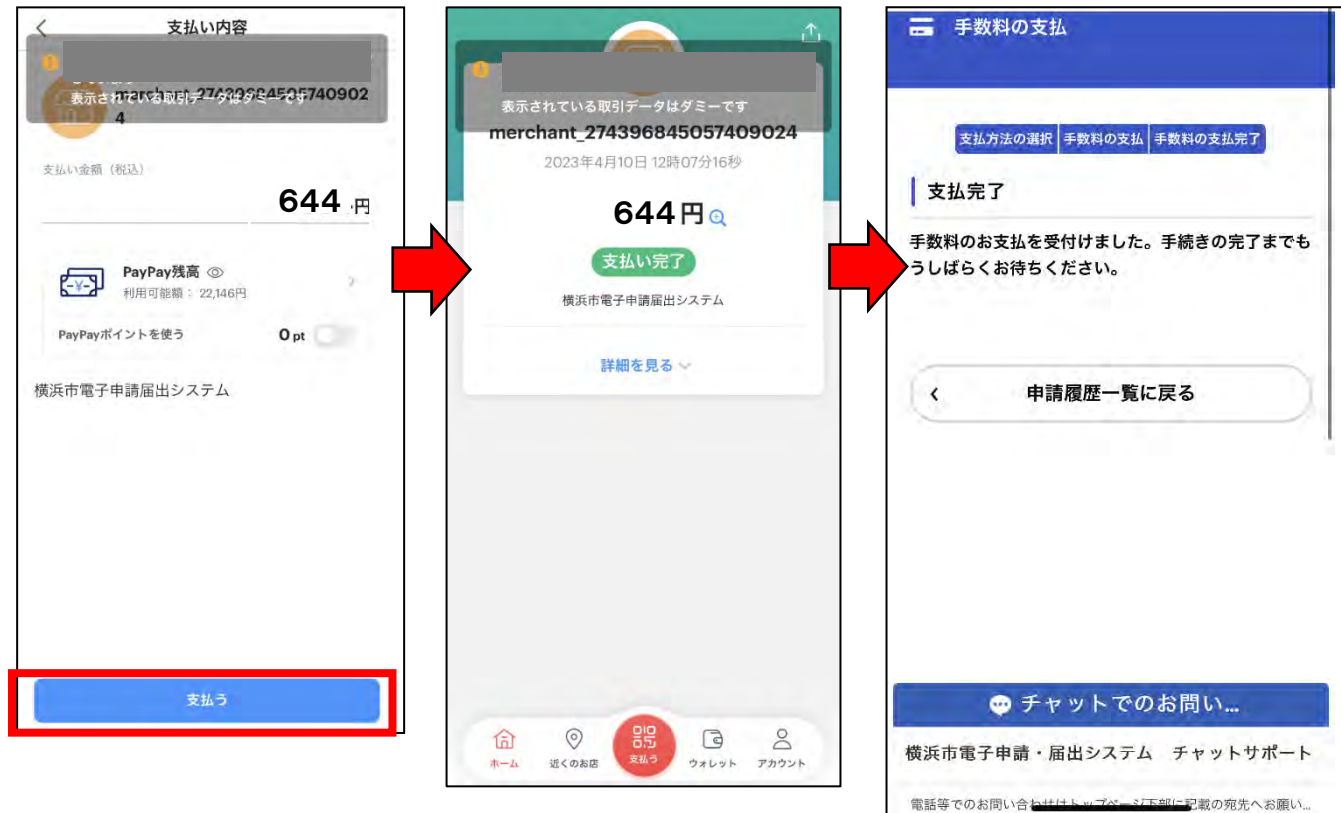 支払い内容
表示されている取引データはダミーです
4
支払い金額（税込）
644 円
PayPay残高
利用可能額： 22,146円
PayPayポイントを使う 0 pt
横浜市電子申請届出システム
支払う
表示されている取引データはダミーです
merchant_274396845057409024
2023年4月10日 12時07分16秒
644円
支払い完了
横浜市電子申請届出システム
詳細を見る
ホーム 近くのお店 支払う ウォレット アカウント
手数料の支払
支払方法の選択 手数料の支払 手数料の支払完了
支払完了
手数料のお支払を受付けました。手続きの完了までも
うしばらくお待ちください。
申請履歴一覧に戻る
チャットでのお問い...
横浜市電子申請・届出システム　チャットサポート
電話等でのお問い合わせはトップページ下部に記載の宛先へお願い...